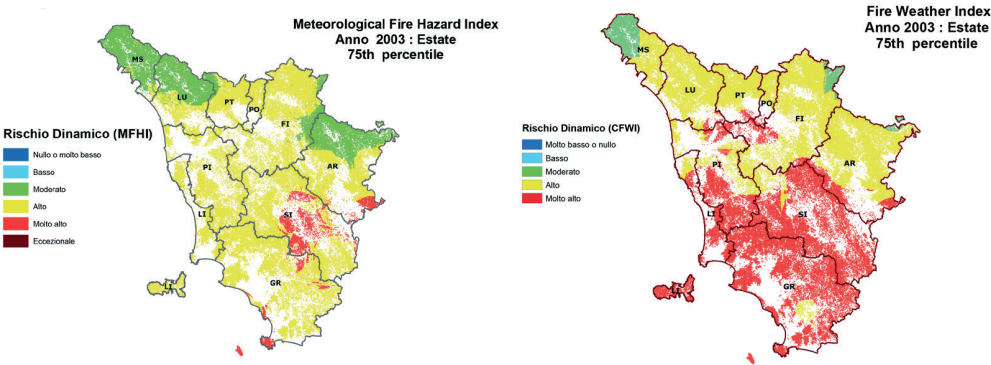 Meteorological Fire Hazard Index
Anno 2003 : Estate
75th percentile
MS
LU
PT
PO
FI
AR
PI
LI
SI
GR
LI
Rischio Dinamico (MFHI)
Nullo o molto basso
Basso
Moderato
Alto
Molto alto
Eccezionale
Fire Weather Index
Anno 2003 : Estate
75th percentile
MS
LU
PT
PO
FI
AR
PI
LI
SI
GR
LI
Rischio Dinamico (CFWI)
Molto basso o nullo
Basso
Moderato
Alto
Molto alto